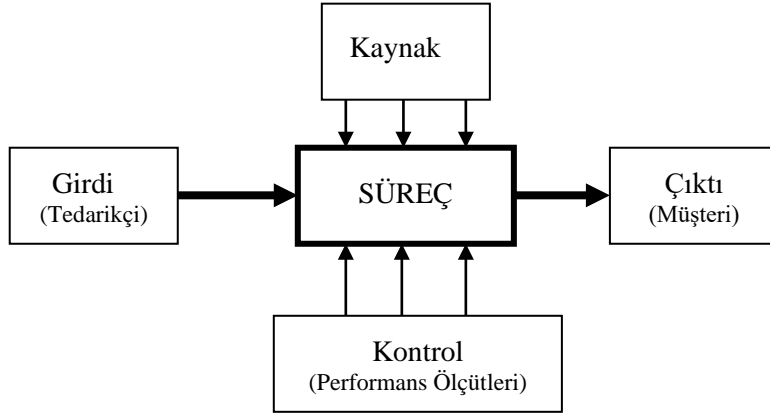 Kaynak
Girdi
(Tedarikçi)
SÜREÇ
Çıktı
(Müşteri)
Kontrol
(Performans Ölçütleri)